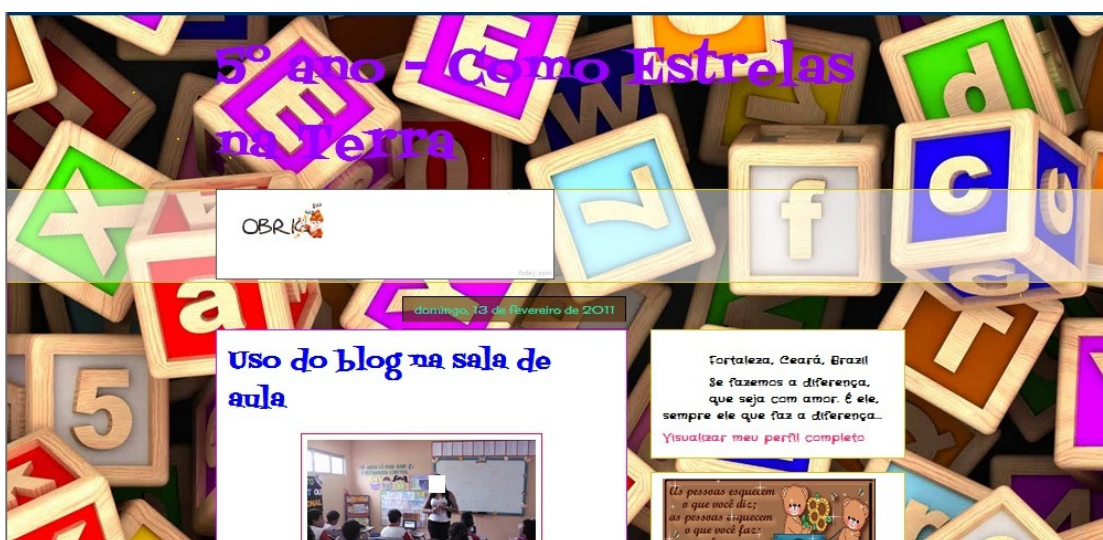 5º ano - Como Estrelas
na Terra
OBRIG
domingo, 13 de fevereiro de 2011
Uso do blog na sala de
aula
Fortaleza, Ceará, Brazil
Se fazemos a diferença,
que seja com amor. É ele,
sempre ele que faz a diferença...
Visualizar meu perfil completo
As pessoas esquecem
o que você diz;
as pessoas esquecem
o que você faz;